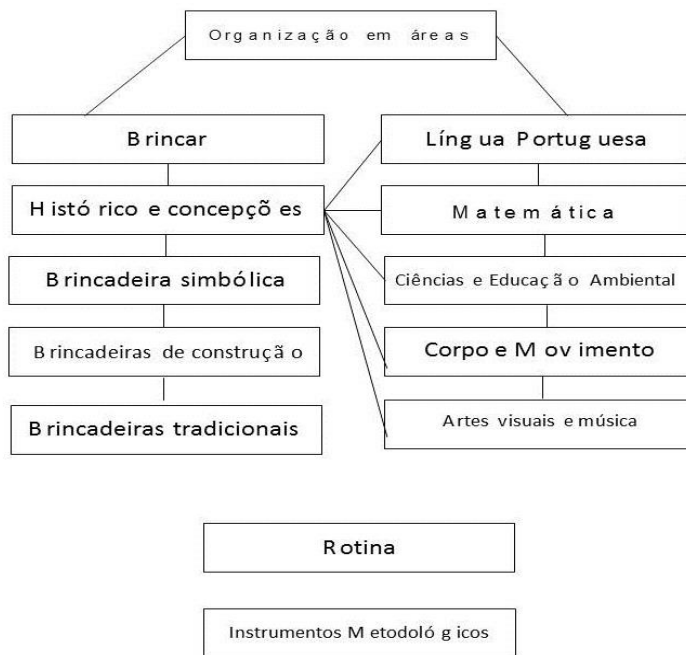 Organização em áreas
Brincar
Histórico e concepções
Brincadeira simbólica
Brincadeiras de construção
Brincadeiras tradicionais
Língua Portuguesa
Matemática
Ciências e Educação Ambiental
Corpo e Movimento
Artes visuais e música
Rotina
Instrumentos Metodológicos